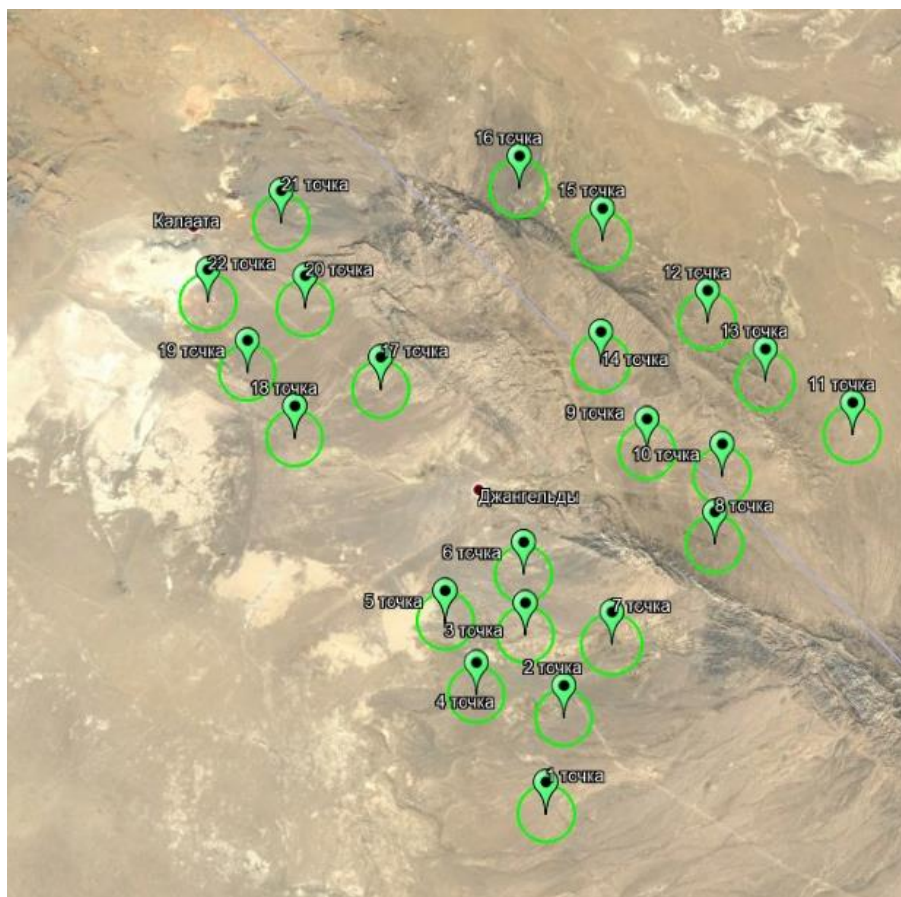 16 точка
21 точка
15 точка
Калаата
22 точка
20 точка
12 точка
13 точка
19 точка
17 точка
14 точка
18 точка
11 точка
9 точка
10 точка
Джангельды
8 точка
6 точка
5 точка
7 точка
3 точка
2 точка
4 точка
1 точка